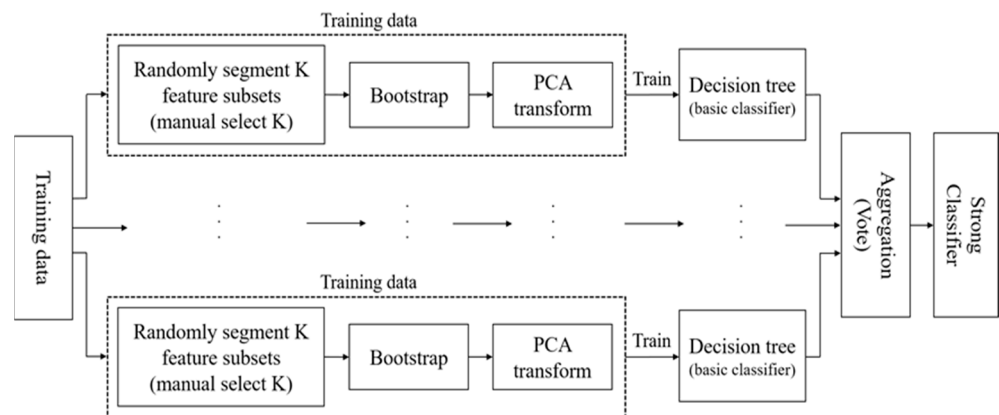 Training data
Training data
Randomly segment K
feature subsets
(manual select K)
Bootstrap
PCA
transform
Train
Decision tree
(basic classifier)
Training data
Randomly segment K
feature subsets
(manual select K)
Bootstrap
PCA
transform
Train
Decision tree
(basic classifier)
Aggregation
(Vote)
Strong
Classifier